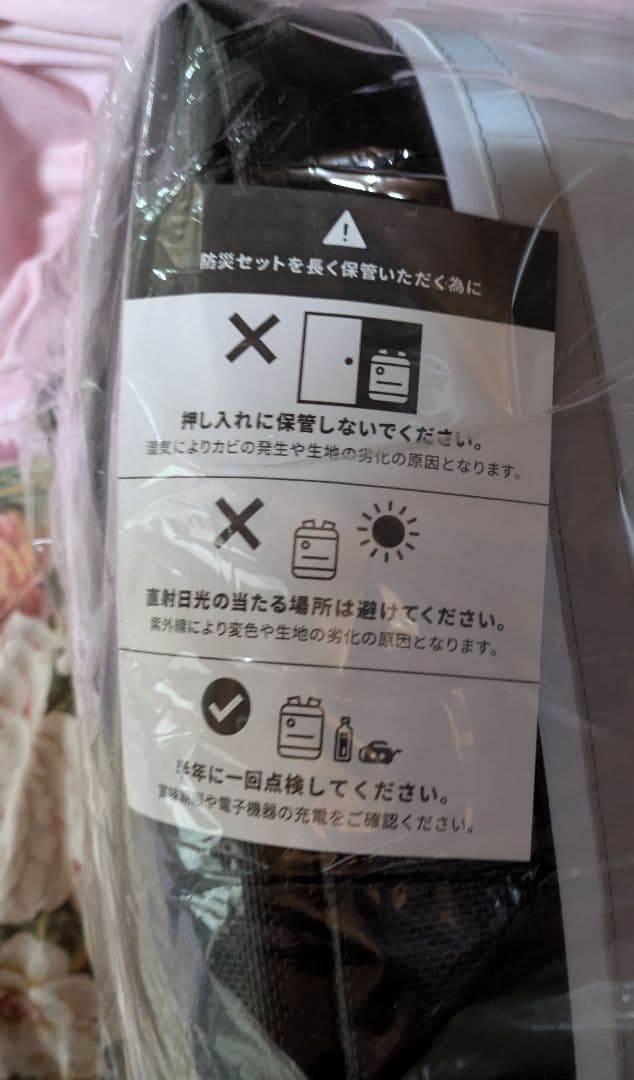 防災セットを長く保管いただく為に
押し入れに保管しないでください。
湿気によりカビの発生や生地の劣化の原因となります。
直射日光の当たる場所は避けてください。
紫外線により変色や生地の劣化の原因となります。
半年に一回点検してください。
賞味期限や電子機器の充電をご確認ください。